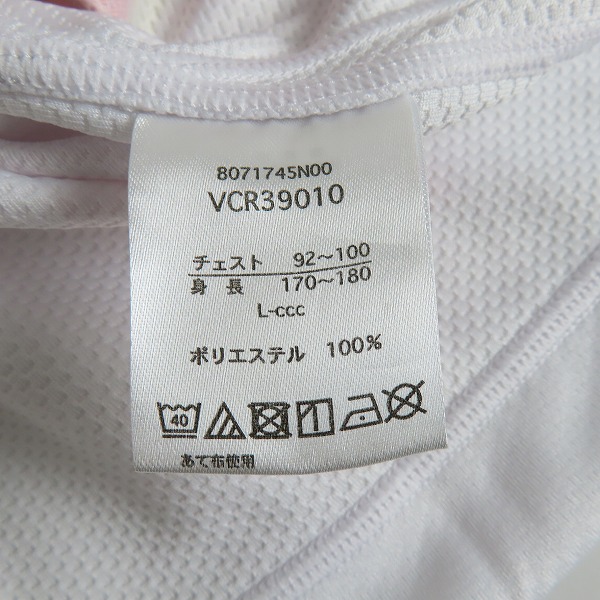 8071745N00
VCR39010
チェスト 92～100
身長 170～180
L-ccc
ポリエステル 100%
40
あて布使用